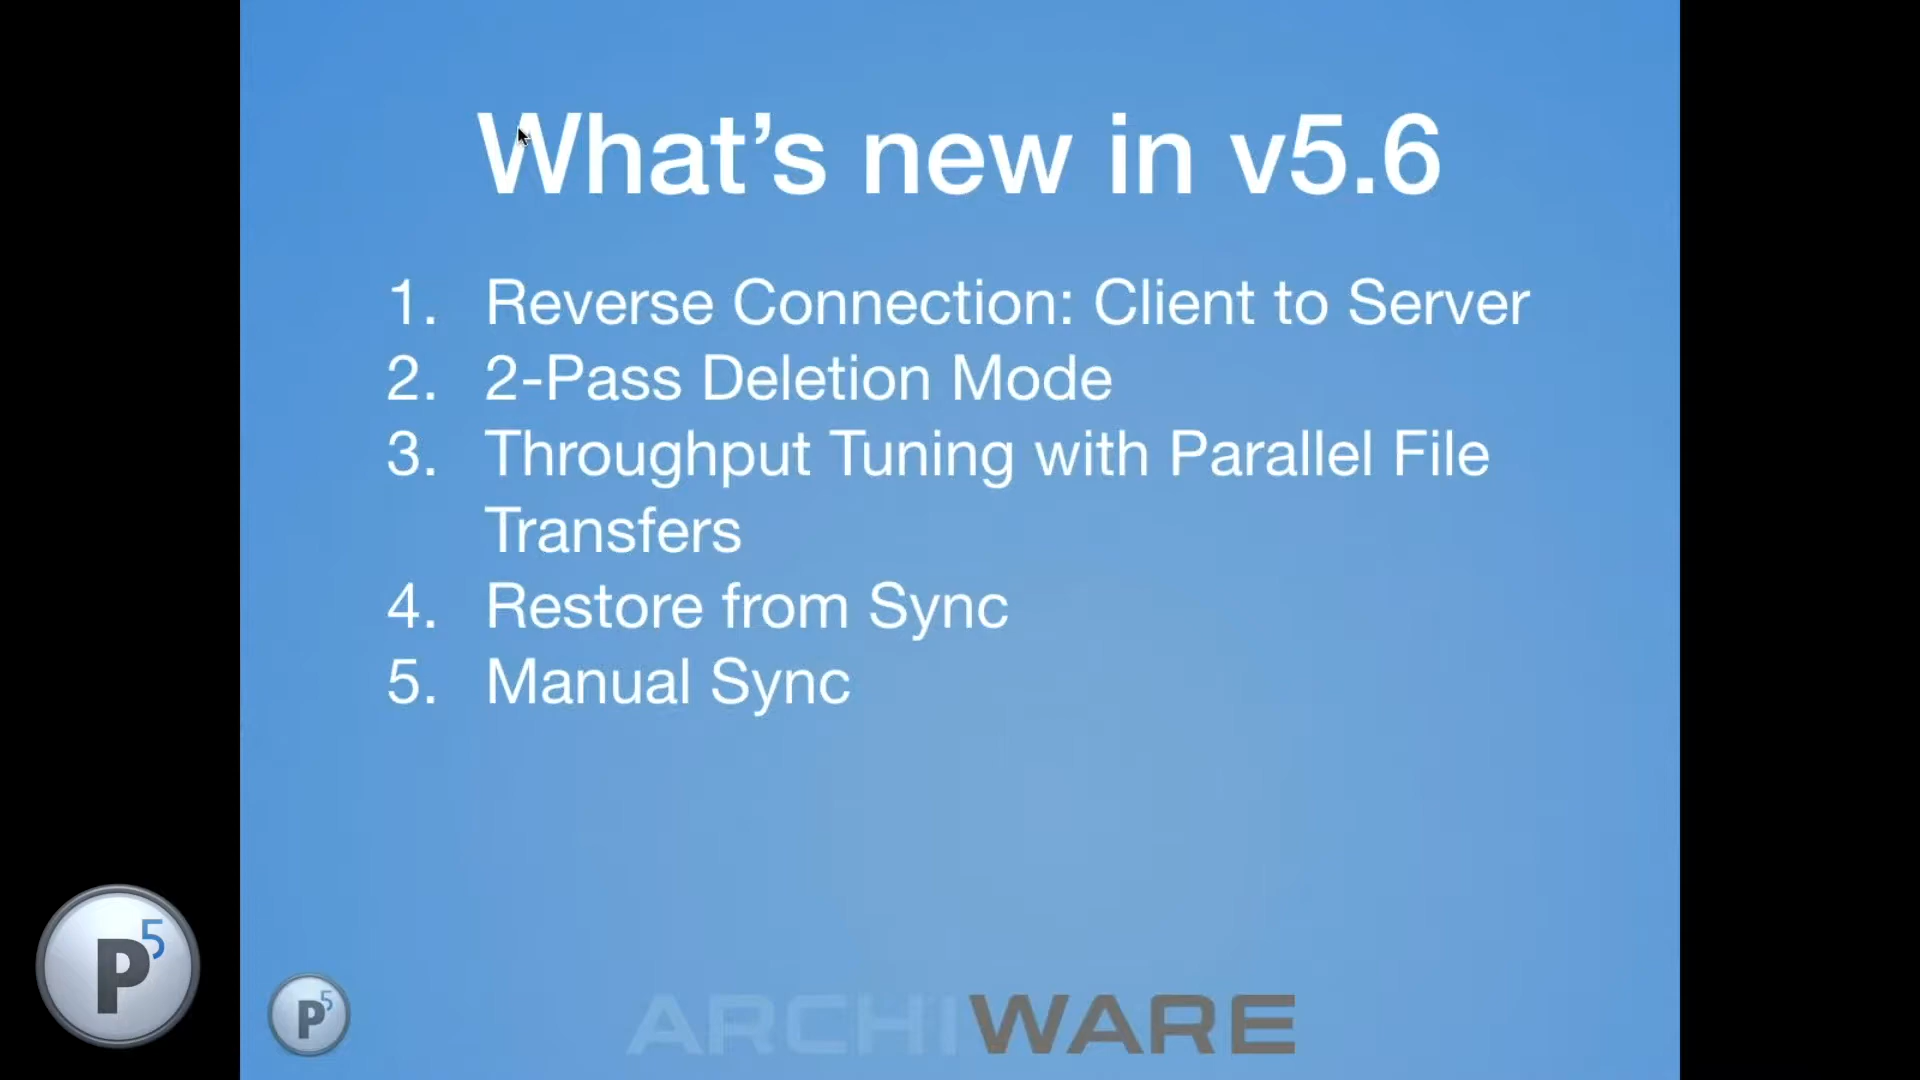 What’s new in v5.6
1. Reverse Connection: Client to Server
2. 2-Pass Deletion Mode
3. Throughput Tuning with Parallel File
Transfers
4. Restore from Sync
5. Manual Sync
P5
P5
ARCHIWARE